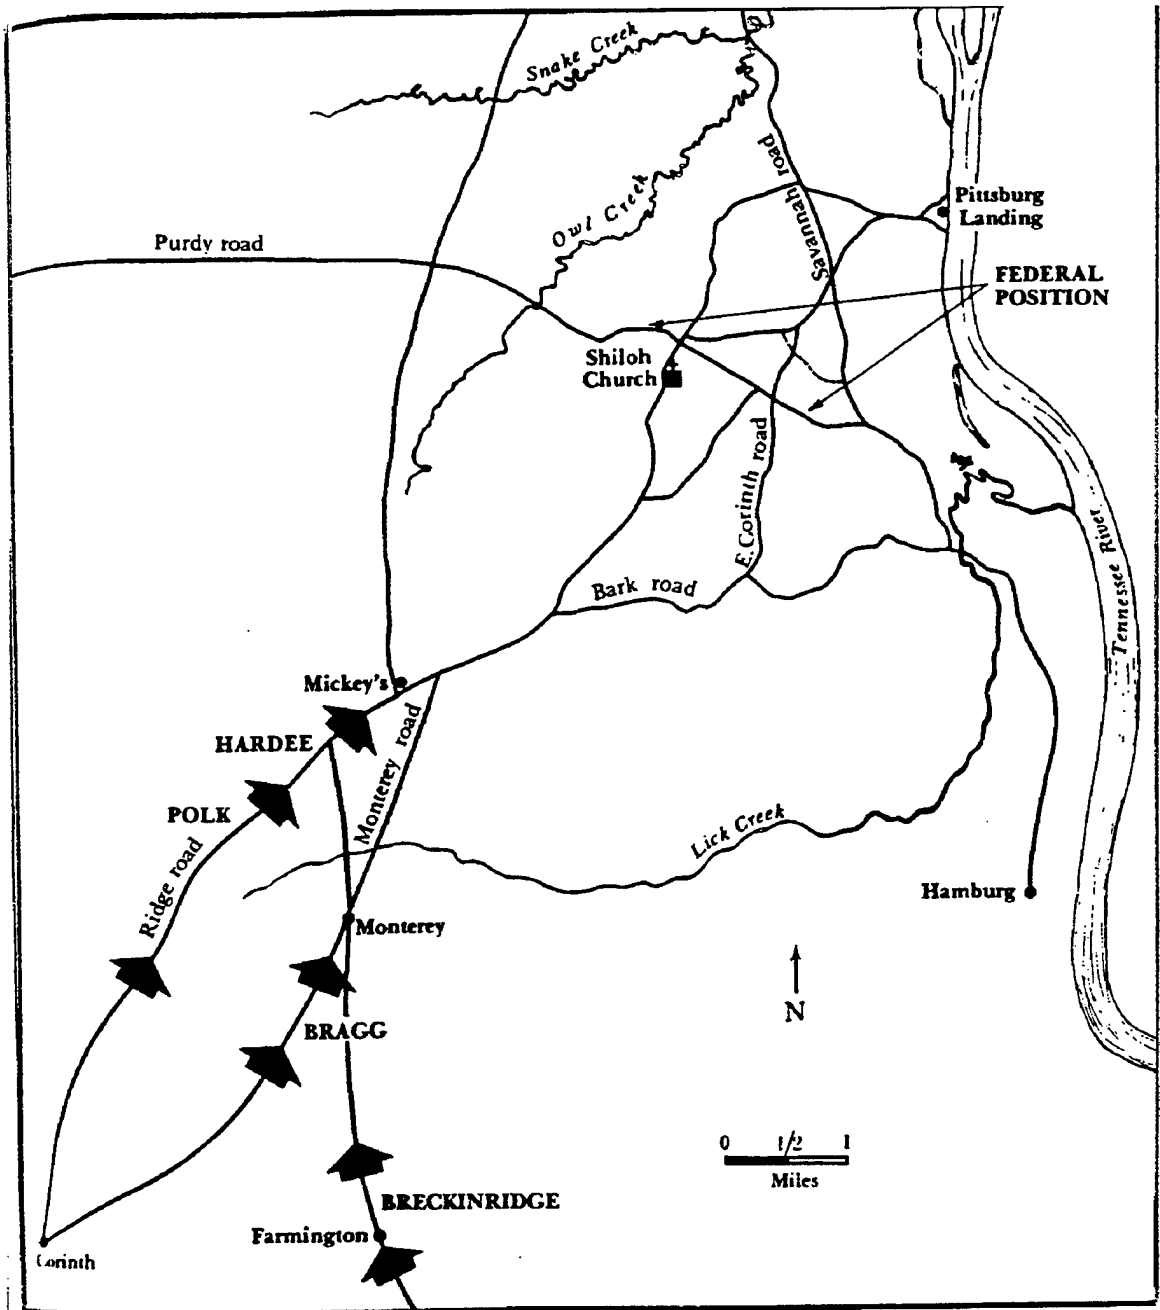 Snake Creek
Savannah road
Owl Creek
Pittsburg
Landing
Purdy road
FEDERAL
POSITION
Shiloh
Church
E. Corinth road
Tennessee River
Bark road
Mickey's
HARDEE
Monterey road
POLK
Ridge road
Lick Creek
Hamburg
Monterey
N
BRAGG
0 1/2 1
Miles
BRECKINRIDGE
Farmington
Corinth